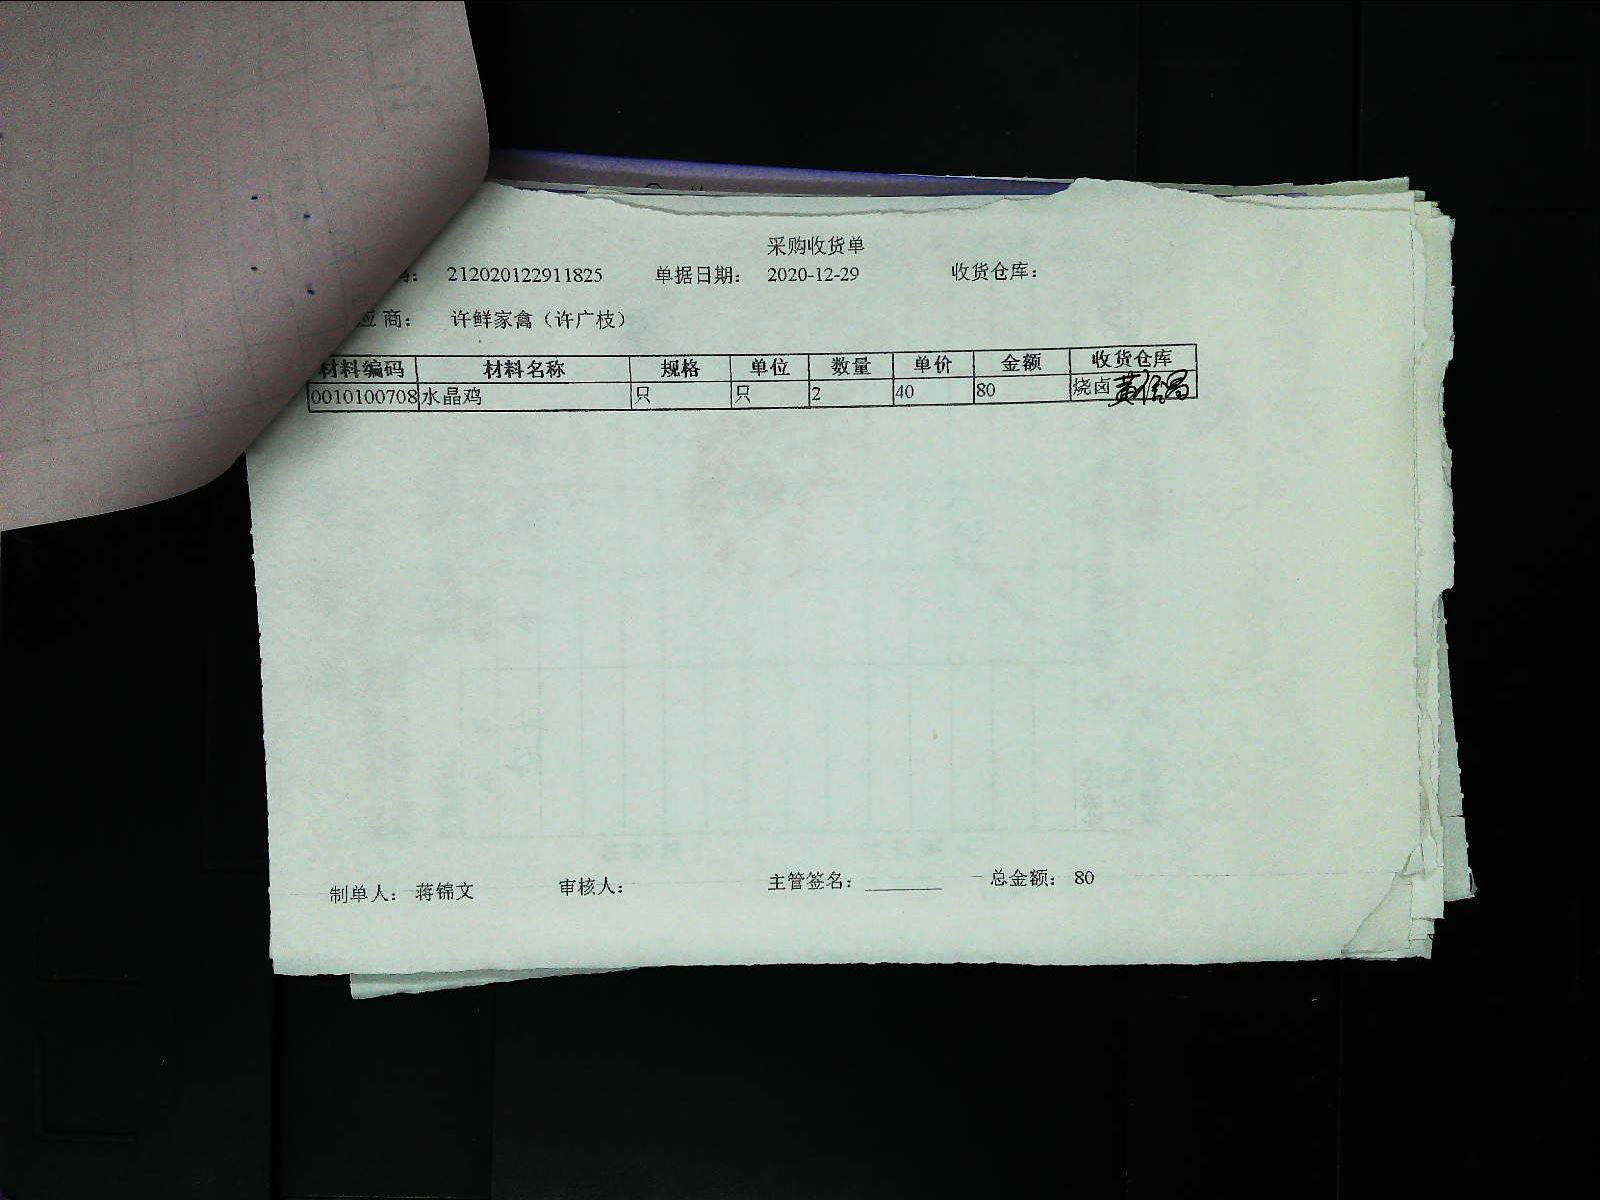 采购收货单
码： 212020122911825 单据日期： 2020-12-29 收货仓库：
应商： 许鲜家禽（许广枝）
材料编码 材料名称 规格 单位 数量 单价 金额 收货仓库
0010100708 水晶鸡 只 只 2 40 80 烧卤
制单人： 蒋锦文 审核人： 主管签名： 总金额： 80